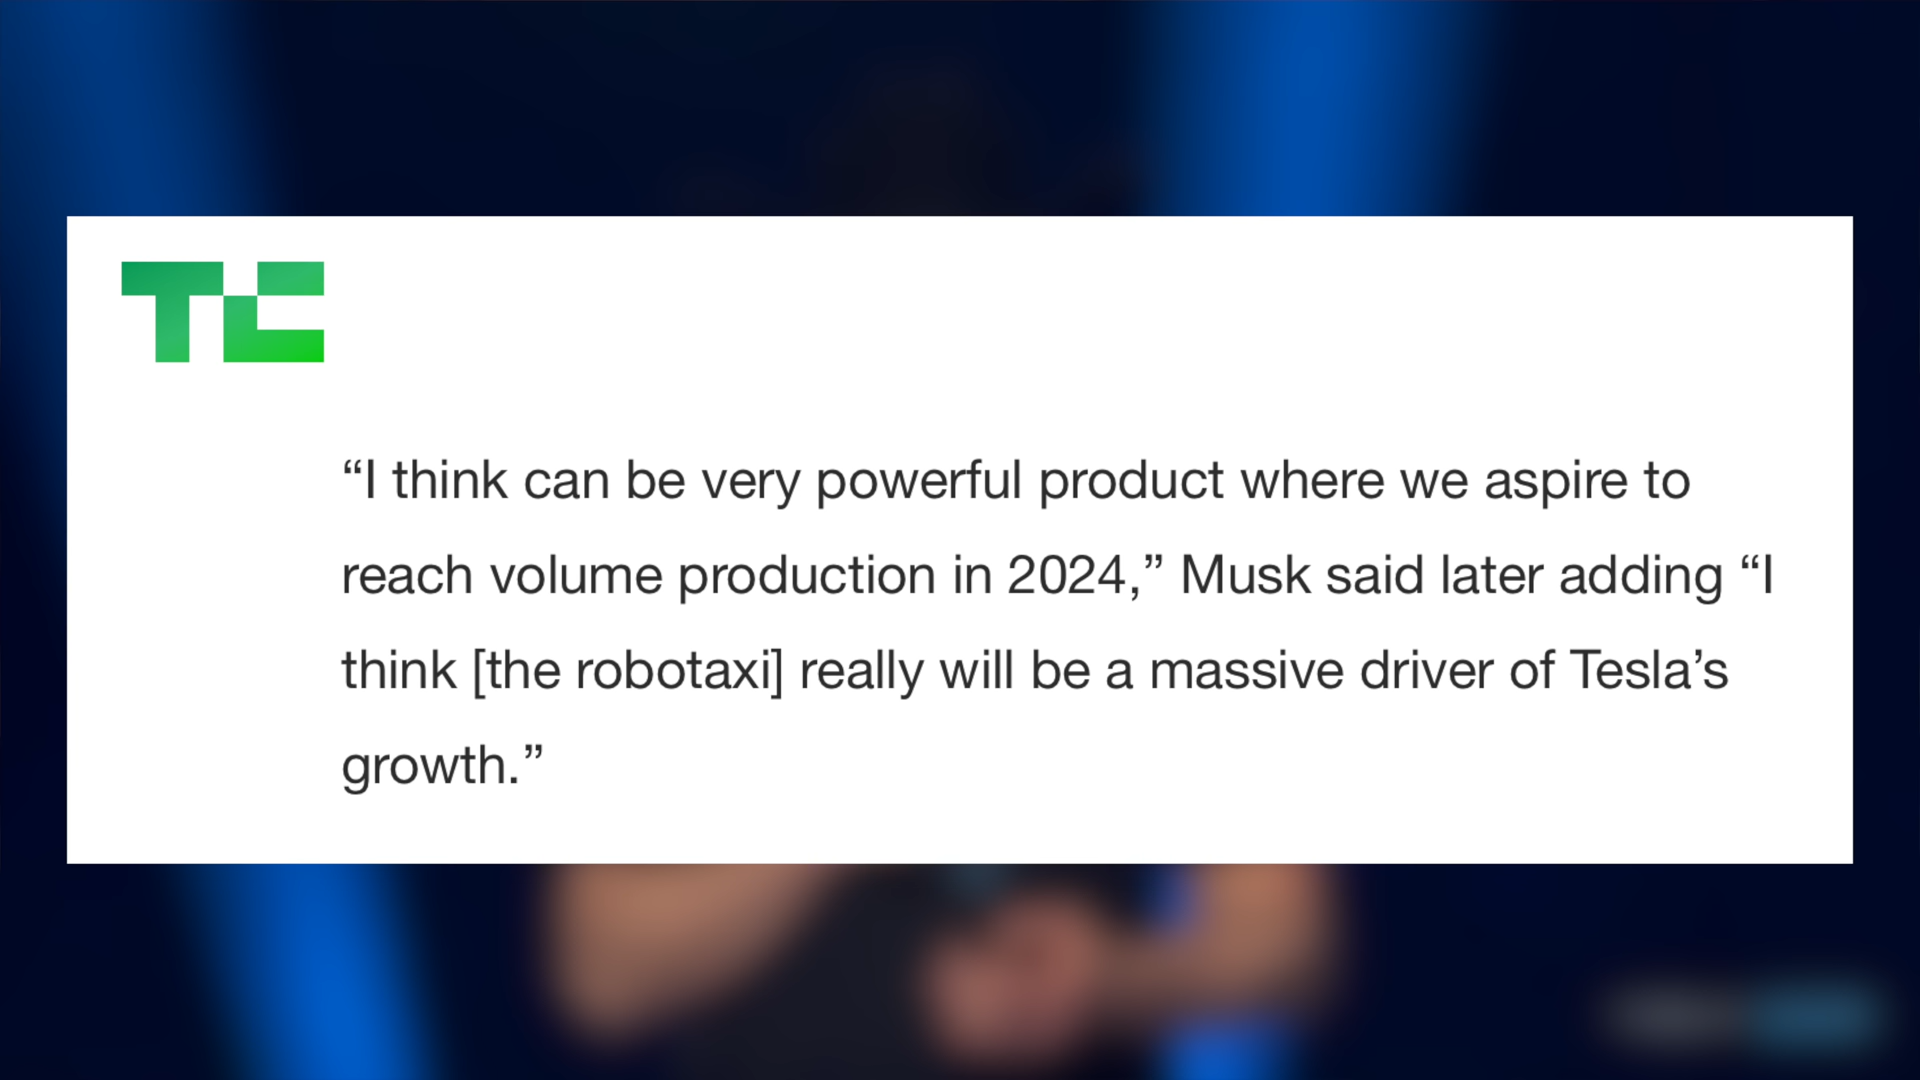 TC
“I think can be very powerful product where we aspire to
reach volume production in 2024,” Musk said later adding “I
think [the robotaxi] really will be a massive driver of Tesla’s
growth.”